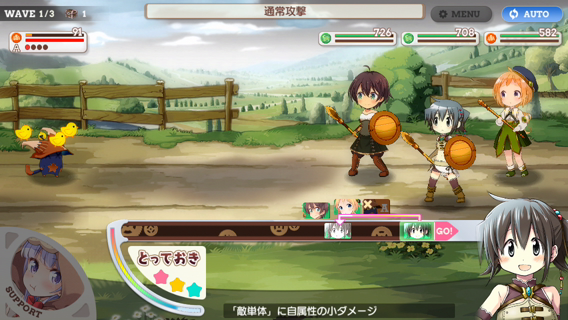 WAVE 1/3 1
通常攻撃
MENU
AUTO
91
A
726
708
582
GO!
とっておき
SUPPORT
「敵単体」に自属性の小ダメージ